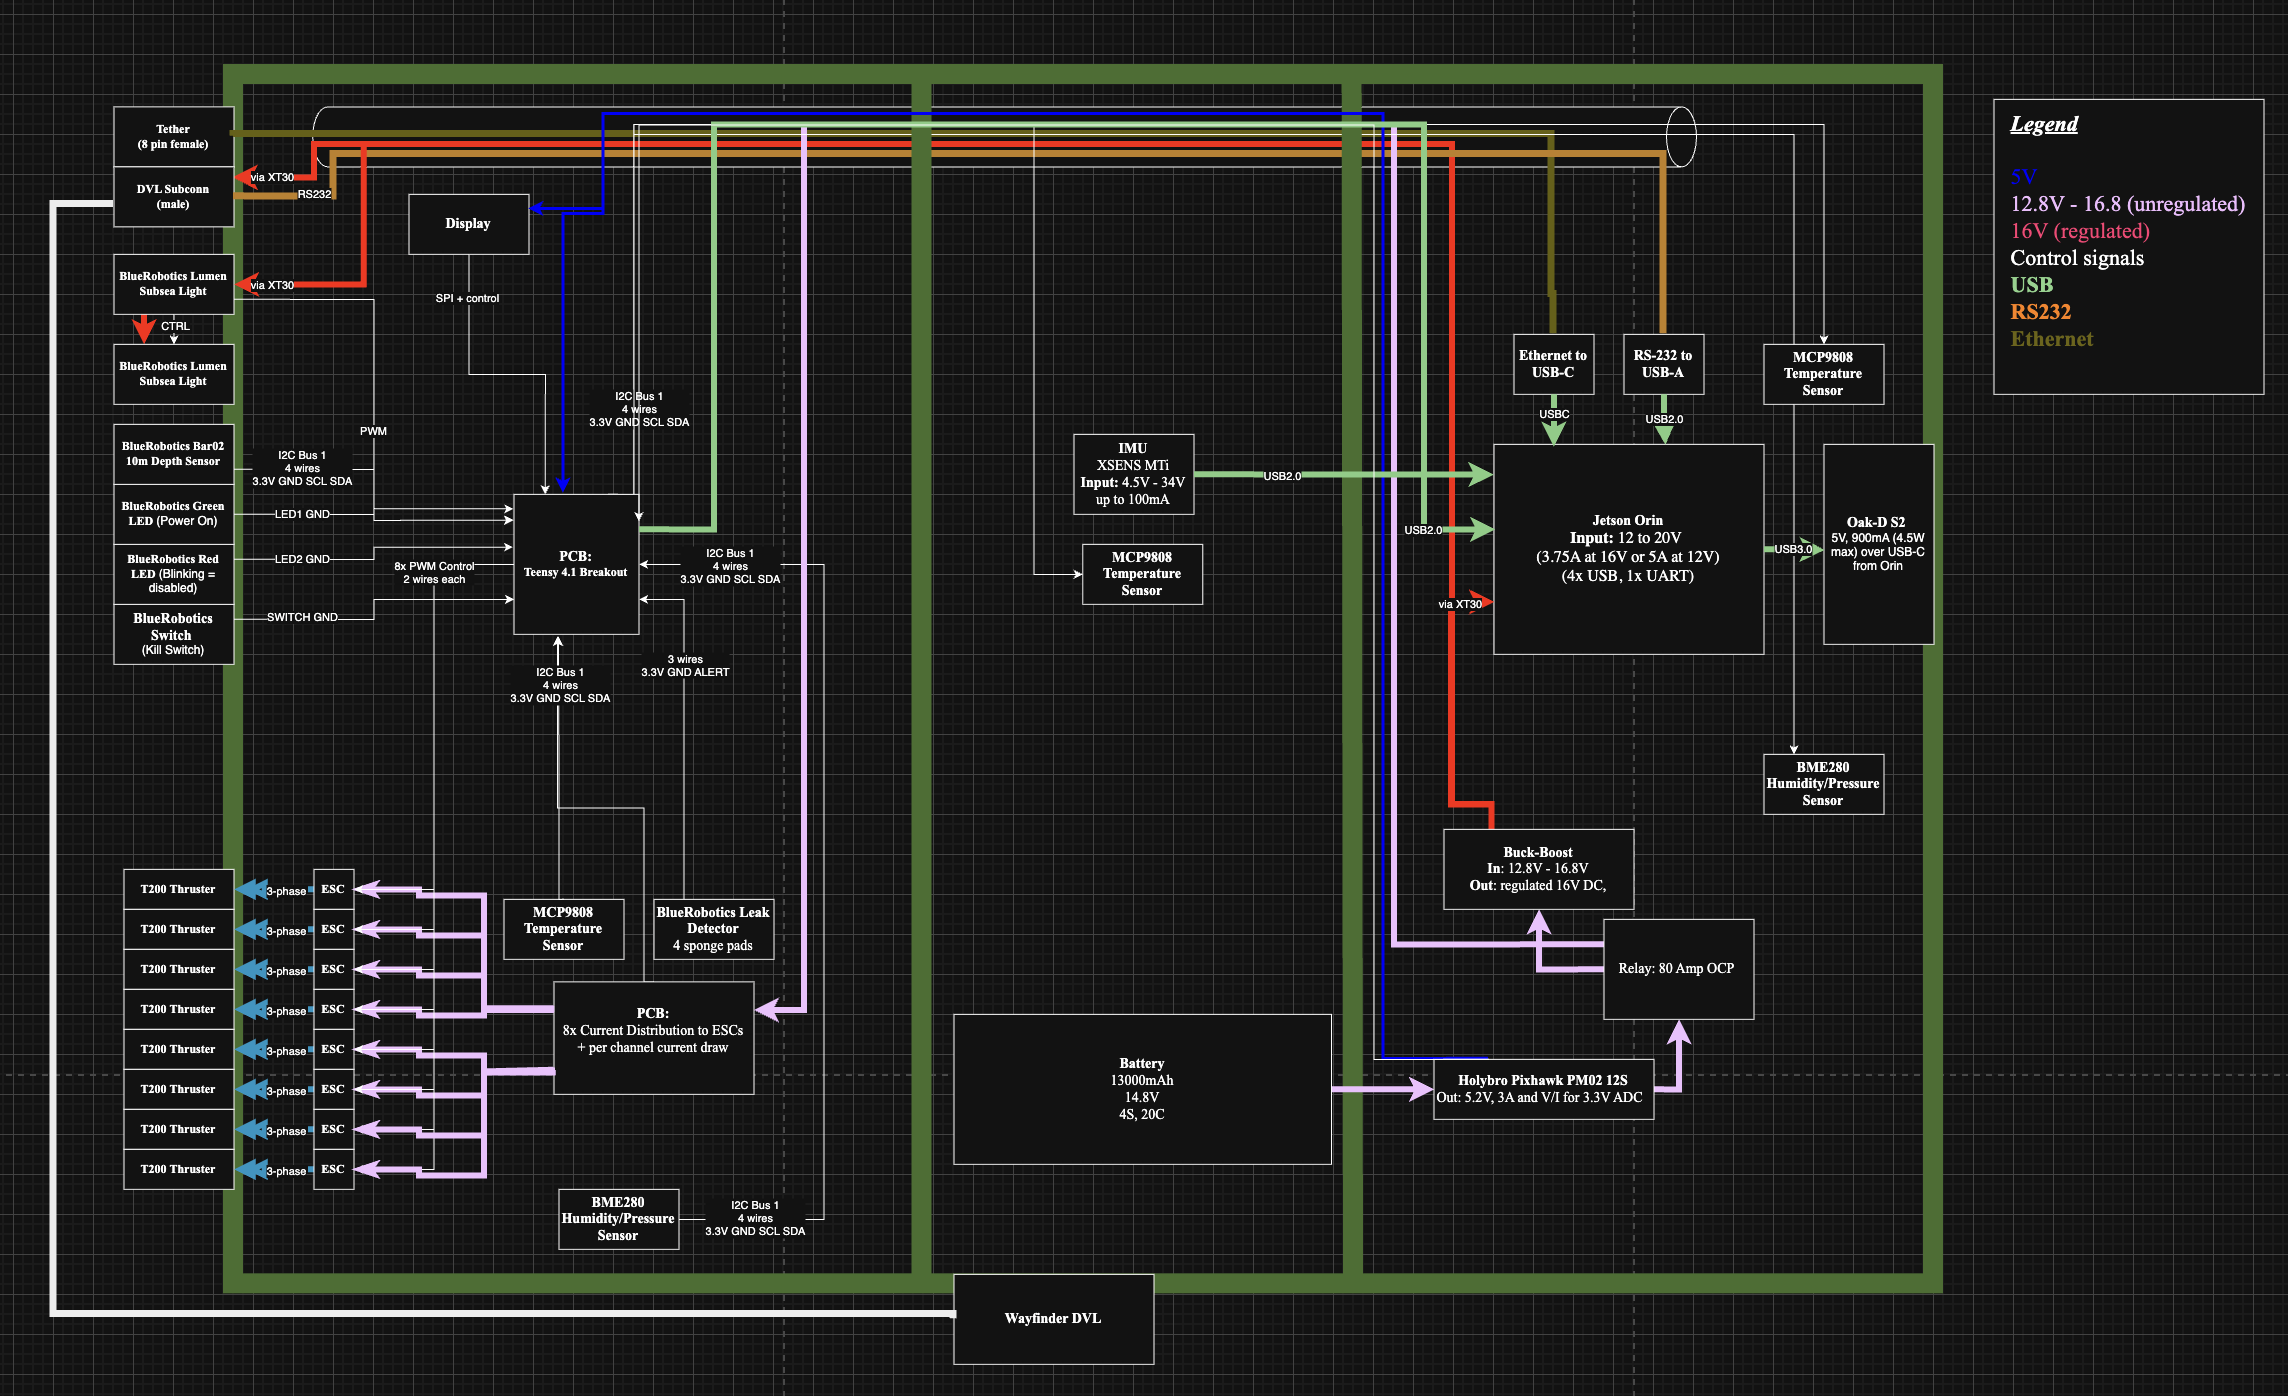 Tether
(8 pin female)
DVL Subconn
(male)
via XT30
RS232
BlueRobotics Lumen
Subsea Light
via XT30
CTRL
BlueRobotics Lumen
Subsea Light
Display
SPI + control
PWM
BlueRobotics Bar02
10m Depth Sensor
I2C Bus 1
4 wires
3.3V GND SCL SDA
BlueRobotics Green
LED (Power On)
LED1 GND
BlueRobotics Red
LED (Blinking =
disabled)
LED2 GND
BlueRobotics
Switch
(Kill Switch)
SWITCH GND
8x PWM Control
2 wires each
I2C Bus 1
4 wires
3.3V GND SCL SDA
PCB:
Teensy 4.1 Breakout
I2C Bus 1
4 wires
3.3V GND SCL SDA
I2C Bus 1
4 wires
3.3V GND SCL SDA
3 wires
3.3V GND ALERT
T200 Thruster
3-phase
ESC
T200 Thruster
3-phase
ESC
T200 Thruster
3-phase
ESC
T200 Thruster
3-phase
ESC
T200 Thruster
3-phase
ESC
T200 Thruster
3-phase
ESC
T200 Thruster
3-phase
ESC
T200 Thruster
3-phase
ESC
MCP9808
Temperature
Sensor
BlueRobotics Leak
Detector
4 sponge pads
PCB:
8x Current Distribution to ESCs
+ per channel current draw
BME280
Humidity/Pressure
Sensor
I2C Bus 1
4 wires
3.3V GND SCL SDA
IMU
XSENS MTi
Input: 4.5V - 34V
up to 100mA
USB2.0
MCP9808
Temperature
Sensor
Battery
13000mAh
14.8V
4S, 20C
Wayfinder DVL
Ethernet to
USB-C
USBC
RS-232 to
USB-A
USB2.0
MCP9808
Temperature
Sensor
USB2.0
via XT30
Jetson Orin
Input: 12 to 20V
(3.75A at 16V or 5A at 12V)
(4x USB, 1x UART)
USB3.0
Oak-D S2
5V, 900mA (4.5W
max) over USB-C
from Orin
BME280
Humidity/Pressure
Sensor
Buck-Boost
In: 12.8V - 16.8V
Out: regulated 16V DC,
Relay: 80 Amp OCP
Holybro Pixhawk PM02 12S
Out: 5.2V, 3A and V/I for 3.3V ADC
Legend
5V
12.8V - 16.8 (unregulated)
16V (regulated)
Control signals
USB
RS232
Ethernet